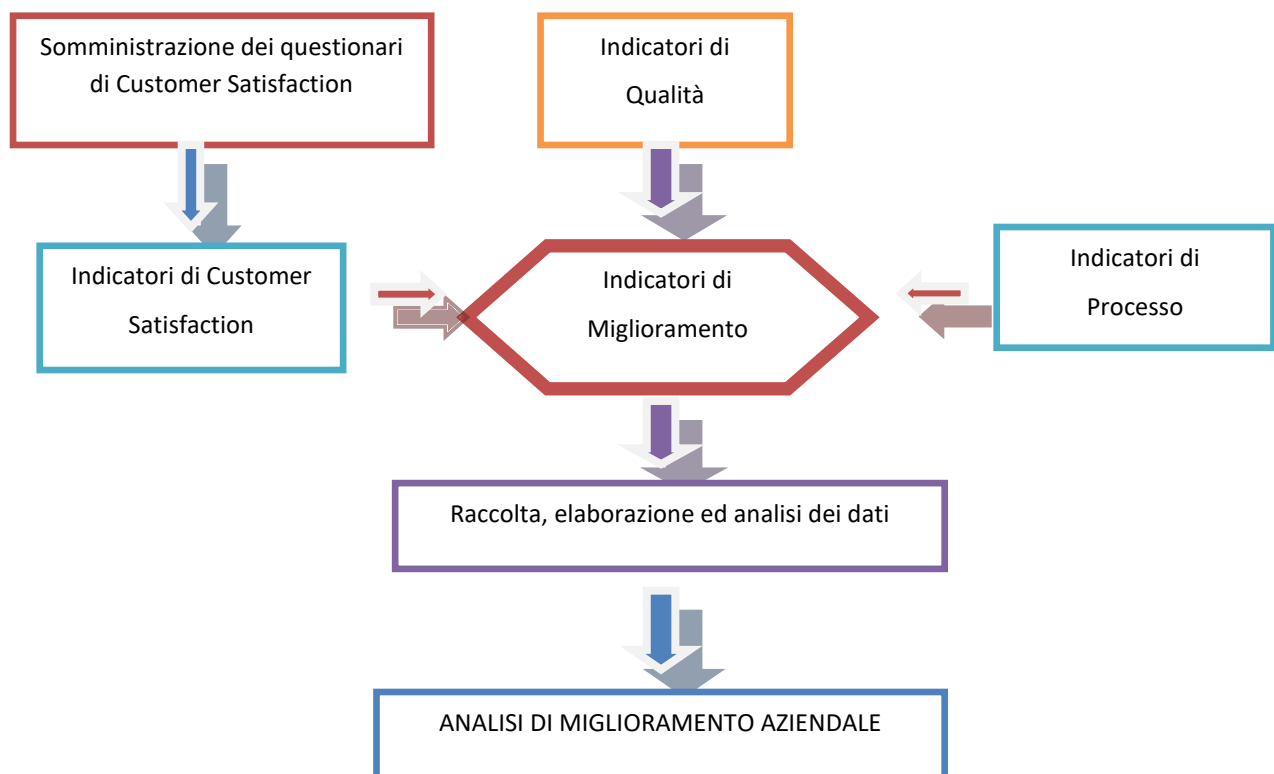 Somministrazione dei questionari
di Customer Satisfaction
Indicatori di
Qualità
Indicatori di Customer
Satisfaction
Indicatori di
Miglioramento
Indicatori di
Processo
Raccolta, elaborazione ed analisi dei dati
ANALISI DI MIGLIORAMENTO AZIENDALE